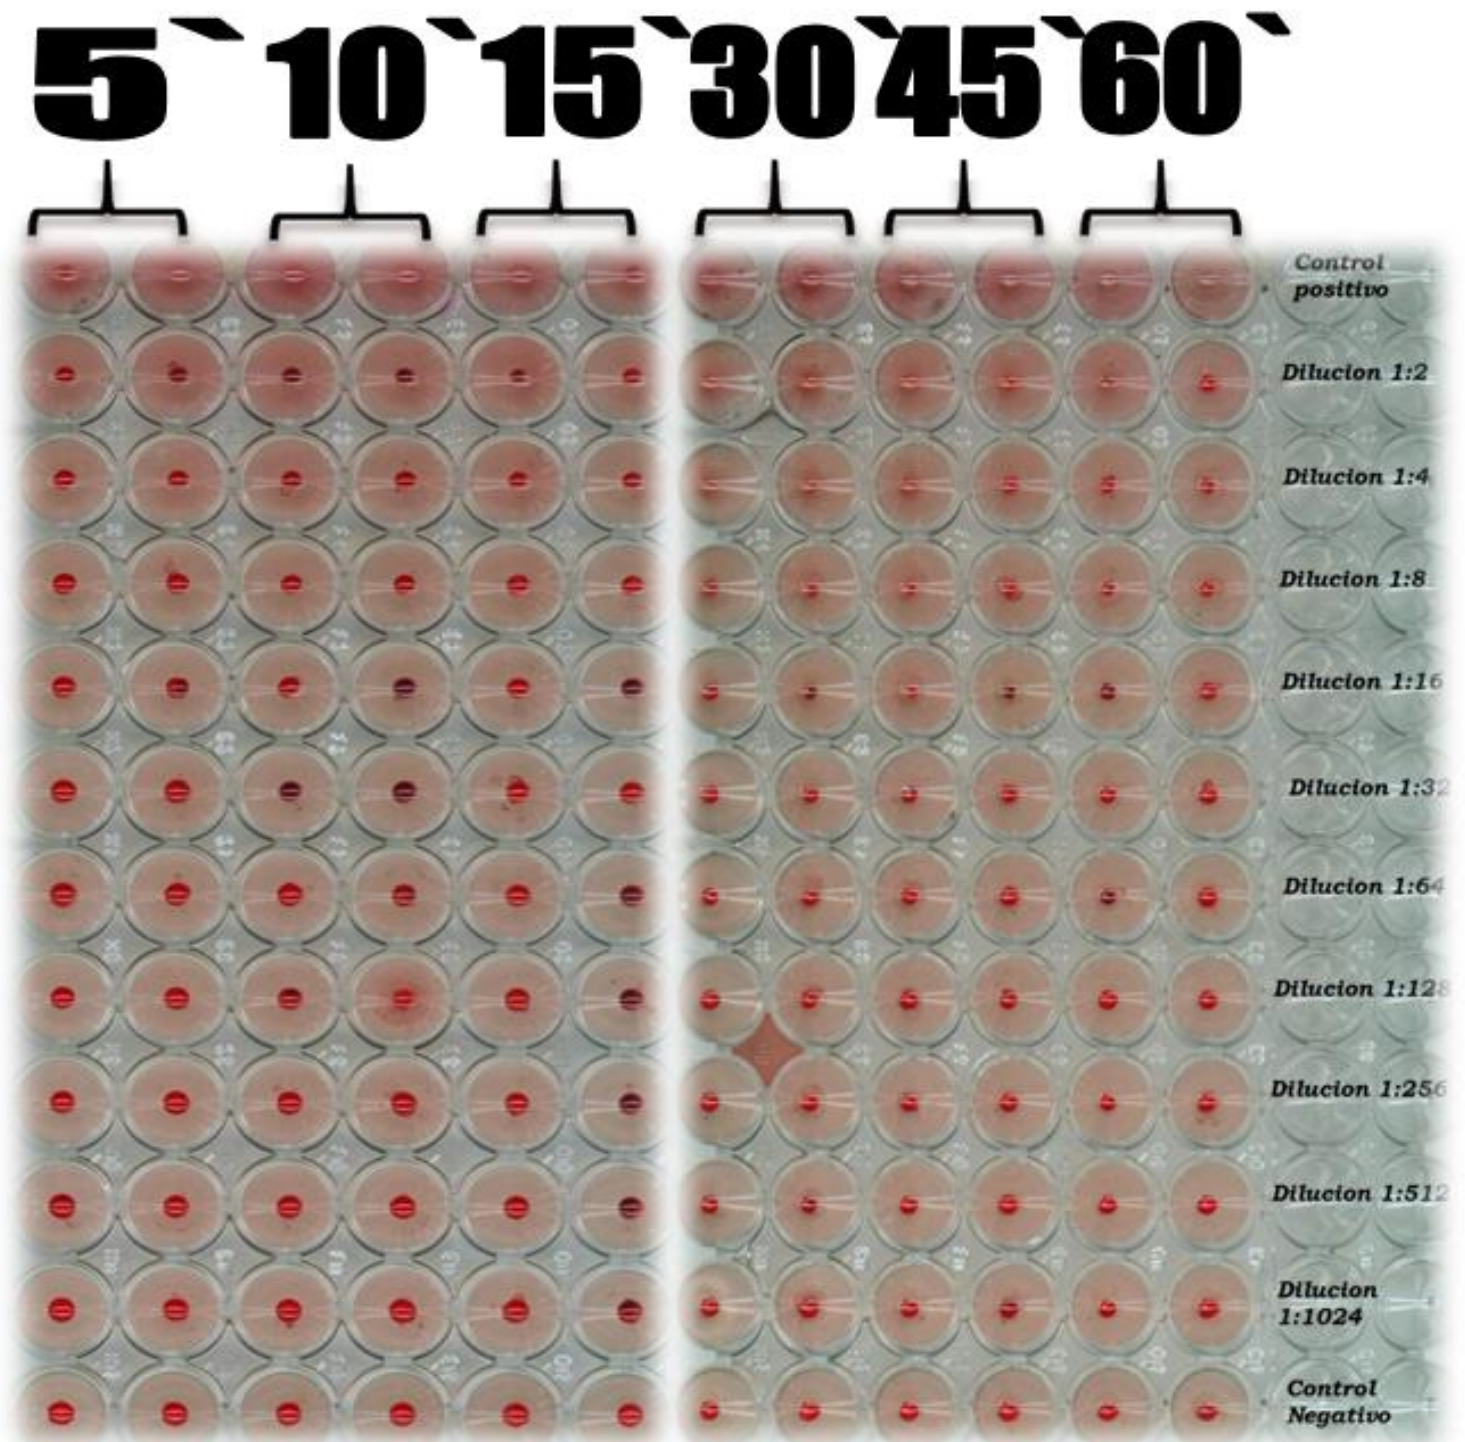 5` 10` 15` 30` 45` 60`
Control
positivo
Dilucion 1:2
Dilucion 1:4
Dilucion 1:8
Dilucion 1:16
Dilucion 1:32
Dilucion 1:64
Dilucion 1:128
Dilucion 1:256
Dilucion 1:512
Dilucion
1:1024
Control
Negativo